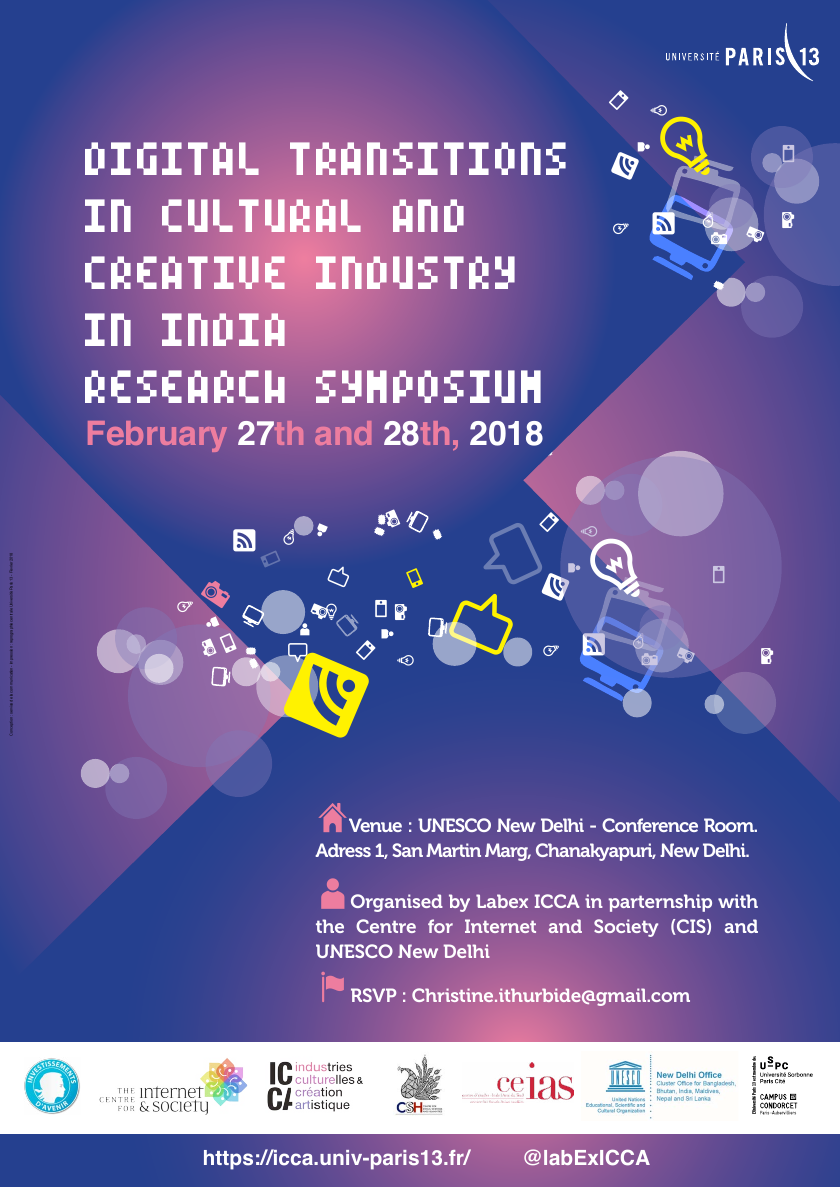 UNIVERSITÉ PARIS 13
DIGITAL TRANSITIONS
IN CULTURAL AND
CREATIVE INDUSTRY
IN INDIA
RESEARCH SYMPOSIUM
February 27th and 28th, 2018
Venue : UNESCO New Delhi - Conference Room.
Adress 1, San Martin Marg, Chanakyapuri, New Delhi.
Organised by Labex ICCA in parternship with
the Centre for Internet and Society (CIS) and
UNESCO New Delhi
RSVP : Christine.ithurbide@gmail.com
INVESTISSEMENTS
D'AVENIR
THE
CENTRE
FOR
internet
& society
ICCA
industries
culturelles &
création
artistique
CSH
ceias
United Nations
Educational, Scientific and
Cultural Organization
New Delhi Office
Cluster Office for Bangladesh,
Bhutan, India, Maldives,
Nepal and Sri Lanka
USPC
Université Sorbonne
Paris Cité
CAMPUS
CONDORCET
Paris-Aubervilliers
https://icca.univ-paris13.fr/
@labExICCA